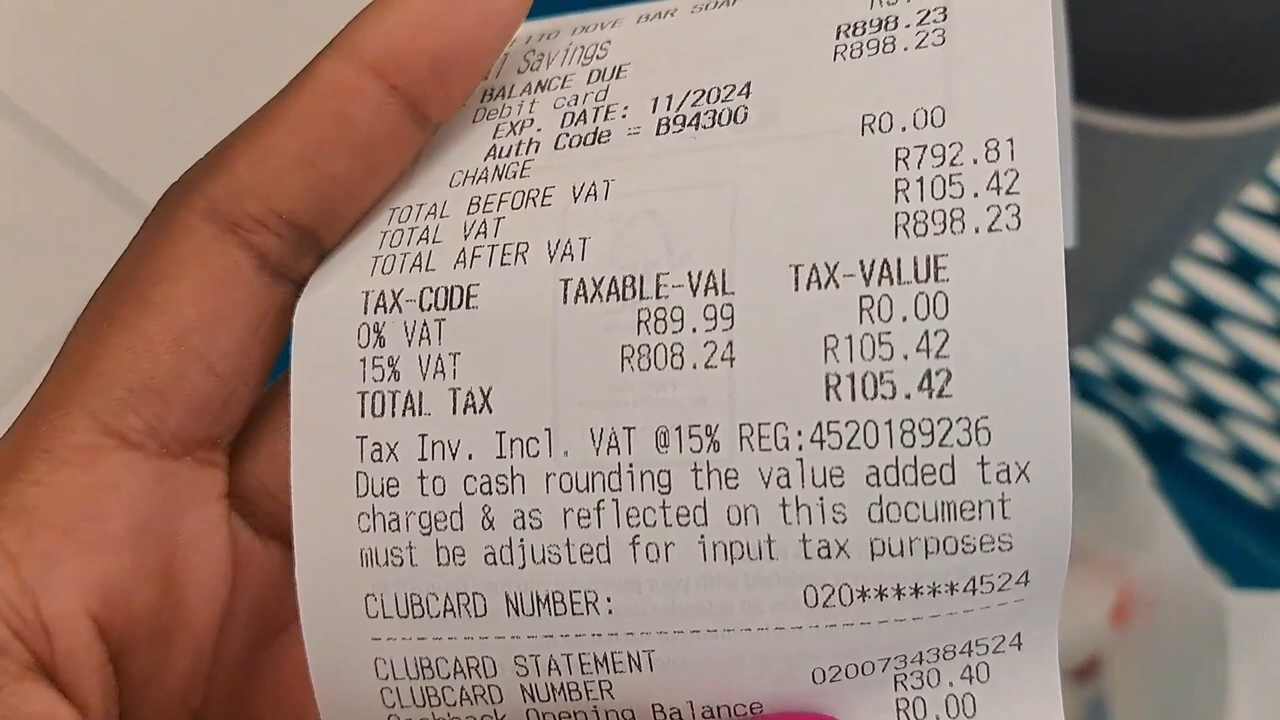 TTO DOVE BAR SOAP
Savings R898.23
BALANCE DUE R898.23
Debit card
EXP. DATE: 11/2024
Auth Code = B94300
CHANGE R0.00
TOTAL BEFORE VAT R792.81
TOTAL VAT R105.42
TOTAL AFTER VAT R898.23
TAX-CODE TAXABLE-VAL TAX-VALUE
0% VAT R89.99 R0.00
15% VAT R808.24 R105.42
TOTAL TAX R105.42
Tax Inv. Incl. VAT @15% REG:4520189236
Due to cash rounding the value added tax
charged & as reflected on this document
must be adjusted for input tax purposes
CLUBCARD NUMBER: 020******4524
CLUBCARD STATEMENT
CLUBCARD NUMBER 0200734384524
Cashback Opening Balance R30.40
R0.00